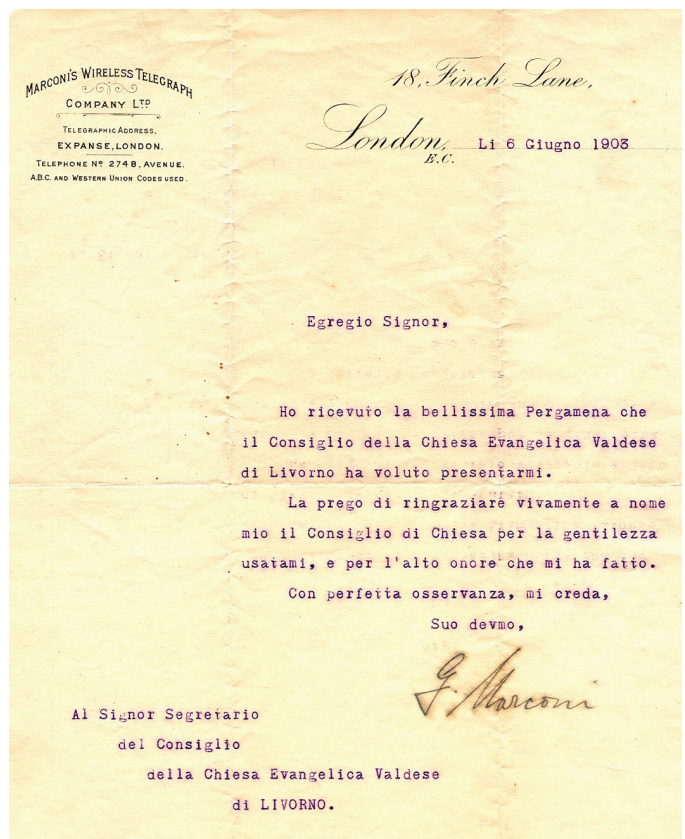 MARCONI'S WIRELESS TELEGRAPH
COMPANY LTD
TELEGRAPHIC ADDRESS,
EXPANSE, LONDON.
TELEPHONE No 2748, AVENUE.
A.B.C. AND WESTERN UNION CODES USED.
18, Finch Lane,
London, Li 6 Giugno 1903
E.C.
Egregio Signor,
Ho ricevuto la bellissima Pergamena che
il Consiglio della Chiesa Evangelica Valdese
di Livorno ha voluto presentarmi.
La prego di ringraziare vivamente a nome
mio il Consiglio di Chiesa per la gentilezza
usatami, e per l'alto onore che mi ha fatto.
Con perfetta osservanza, mi creda,
Suo devmo,
G. Marconi
Al Signor Segretario
del Consiglio
della Chiesa Evangelica Valdese
di LIVORNO.